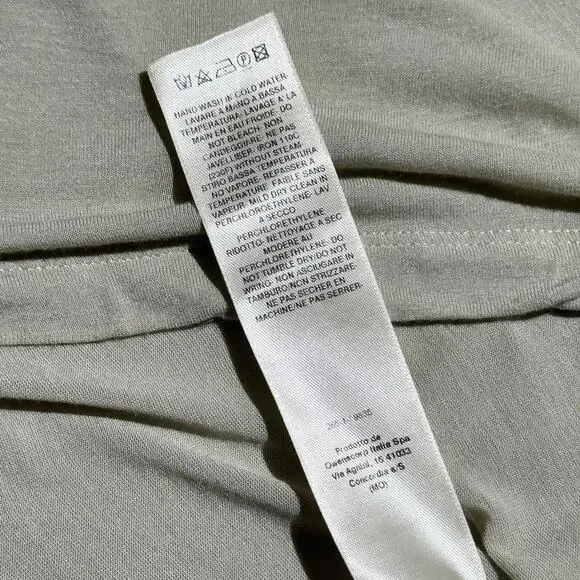 HAND WASH IN COLD WATER-
LAVARE A MANO A BASSA
TEMPERATURA- LAVAGE A' LA
MAIN EN EAU FROIDE: DO
NOT BLEACH- NON
CANDEGGIARE. NE PAS
JAVELLISER. IRON 110C
(230F) WITHOUT STEAM-
STIRO BASSA TEMPERATURA
NO VAPORE. REPASSER A
TEMPERATURE FAIBLE SANS
VAPEUR. MILD DRY CLEAN IN
PERCHLOROETHYLENE- LAV
A SECCO
PERCHLOROETHYLENE
RIDOTTO- NETTOYAGE A SEC
MODERE AU
PERCHLOROETHYLENE- DO
NOT TUMBLE DRY/DO NOT
WRING- NON ASCIUGARE IN
TAMBURO/NON STRIZZARE-
NE PAS SECHER EN
MACHINE/NE PAS SERRER-
Prodotto da
Owenscorp Italia Spa
Via Agnini, 15 41033
Concordia s/S
(MO)